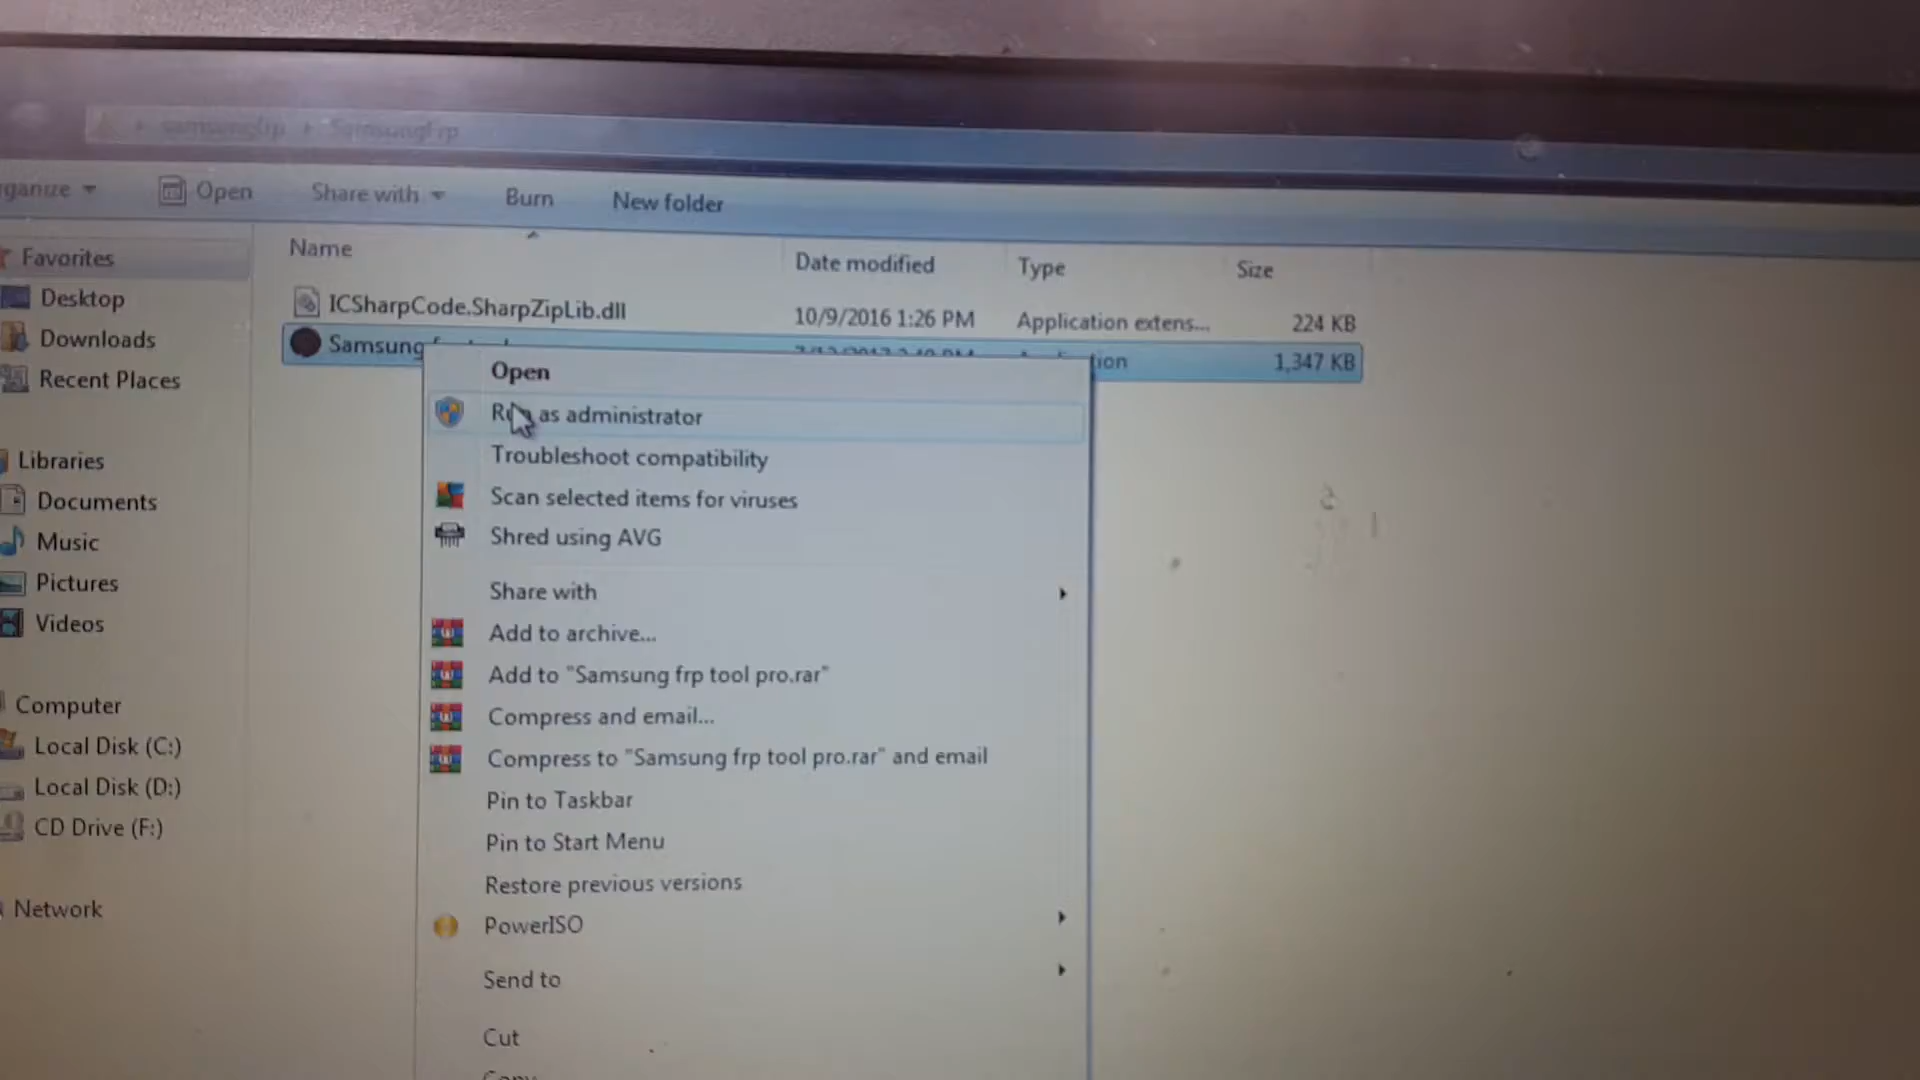 samsungfrp SamsungFrp
rganize Open Share with Burn New folder
Name Date modified Type Size
Favorites
Desktop
Downloads
Recent Places
Libraries
Documents
Music
Pictures
Videos
Computer
Local Disk (C:)
Local Disk (D:)
CD Drive (F:)
Network
ICSharpCode.SharpZipLib.dll 10/9/2016 1:26 PM Application extens... 224 KB
Samsung 1,347 KB
Open
Run as administrator
Troubleshoot compatibility
Scan selected items for viruses
Shred using AVG
Share with
Add to archive...
Add to "Samsung frp tool pro.rar"
Compress and email...
Compress to "Samsung frp tool pro.rar" and email
Pin to Taskbar
Pin to Start Menu
Restore previous versions
PowerISO
Send to
Cut
Copy